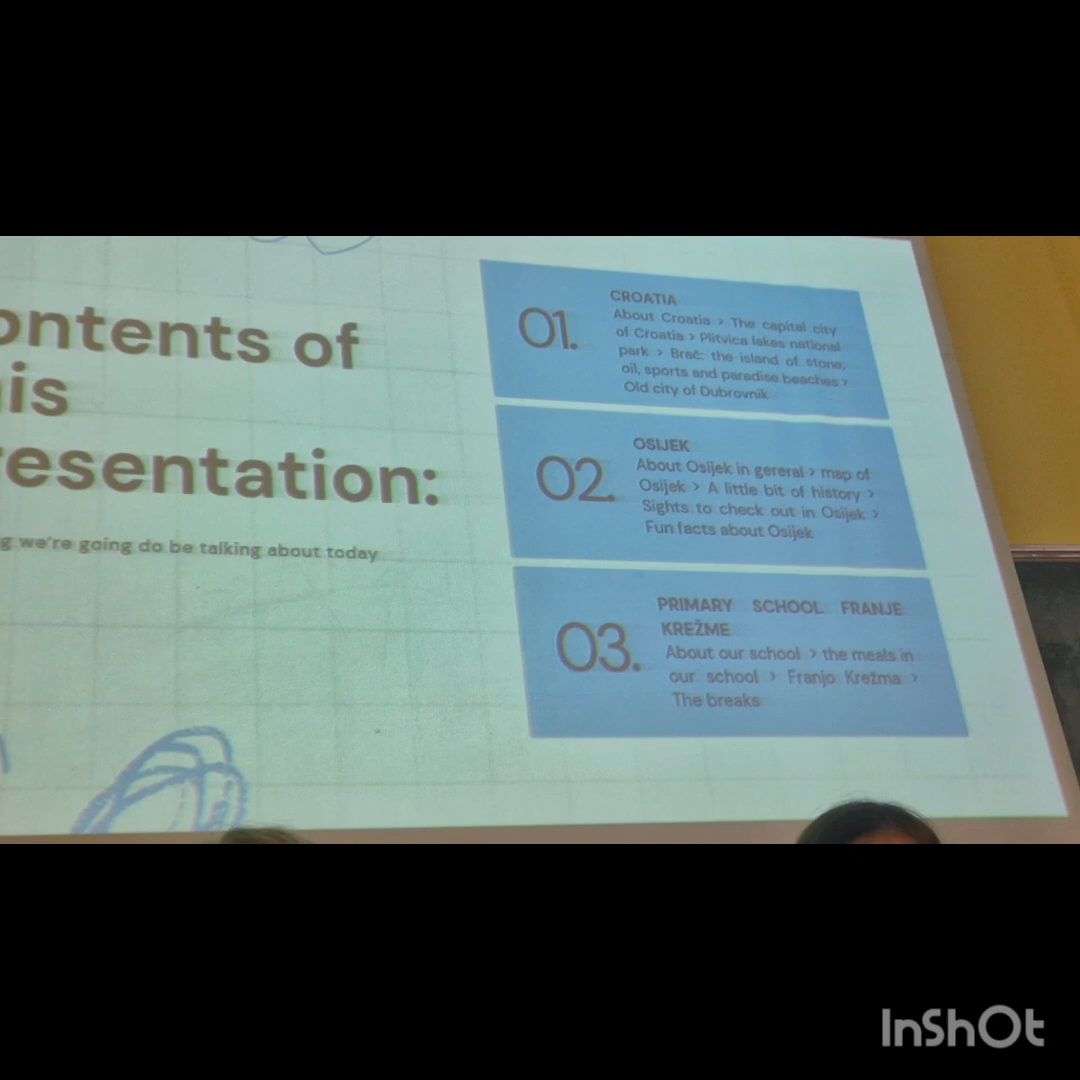 ontents of
is
esentation:
g we're going do be talking about today
01.
CROATIA
About Croatia > The capital city
of Croatia > Plitvica lakes national
park > Brač: the island of stone,
oil, sports and paradise beaches >
Old city of Dubrovnik
02.
OSIJEK
About Osijek in gereral > map of
Osijek > A little bit of history >
Sights to check out in Osijek >
Fun facts about Osijek
03.
PRIMARY SCHOOL FRANJE
KREŽME
About our school > the meals in
our school > Franjo Krežma >
The breaks
InShOt